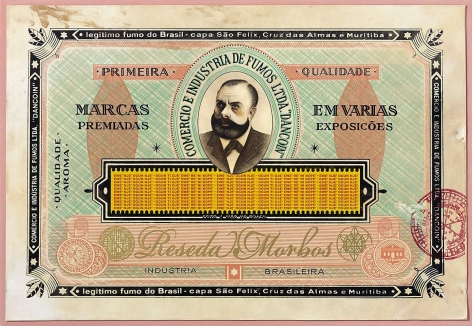 • legitimo fumo do Brasil - capa São Felix, Cruz das Almas e Muritiba •
COMERCIO E INDUSTRIA DE FUMOS LTDA. "DANCOIN"
• PRIMEIRA •
• QUALIDADE •
COMERCIO E INDUSTRIA DE FUMOS LTDA. "DANCOIN"
MARCAS
PREMIADAS
EM VARIAS
EXPOSICÕES
• QUALIDADE •
AROMA
COMERCIO E INDUSTRIA DE FUMOS LTDA. "DANCOIN"
Reseda Morbos
INDUSTRIA
BRASILEIRA
• legitimo fumo do Brasil - capa São Felix, Cruz das Almas e Muritiba •